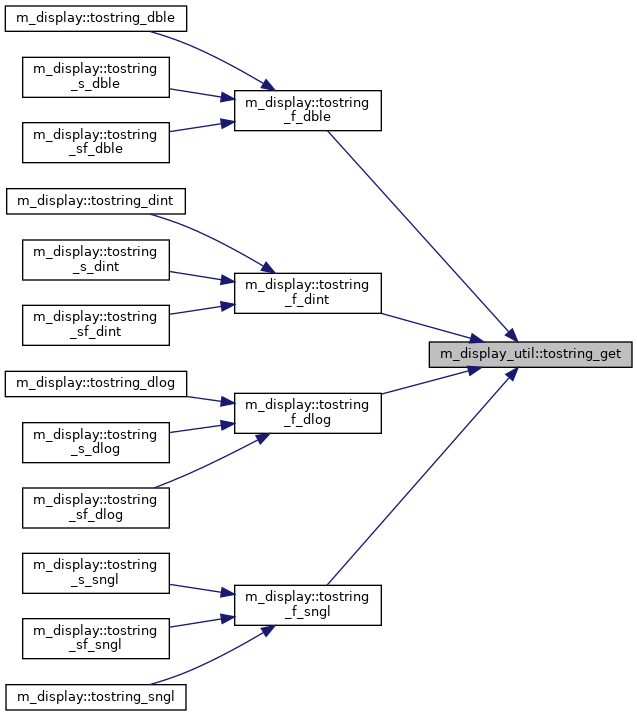 m_display::tostring_dble
m_display::tostring
_s_dble
m_display::tostring
_sf_dble
m_display::tostring
_f_dble
m_display::tostring_dint
m_display::tostring
_s_dint
m_display::tostring
_sf_dint
m_display::tostring
_f_dint
m_display_util::tostring_get
m_display::tostring_dlog
m_display::tostring
_s_dlog
m_display::tostring
_sf_dlog
m_display::tostring
_f_dlog
m_display::tostring
_s_sngl
m_display::tostring
_sf_sngl
m_display::tostring_sngl
m_display::tostring
_f_sngl